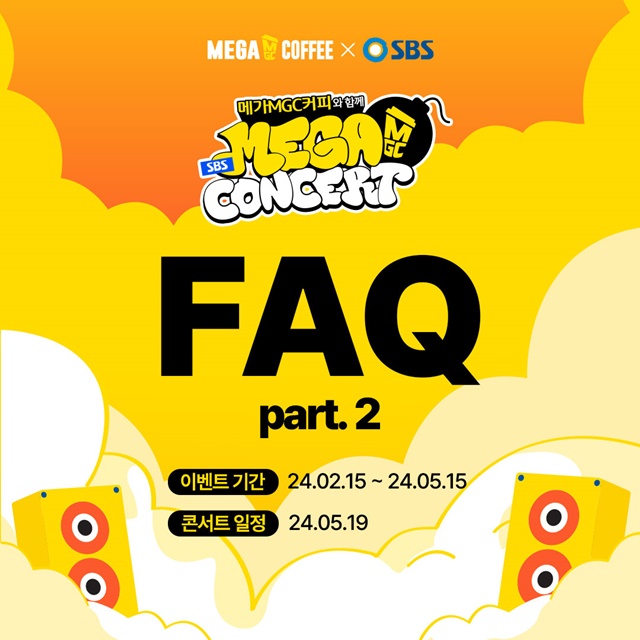 MEGA MGC COFFEE × SBS
메가MGC커피와 함께
SBS MEGA MGC
CONCERT
FAQ
part. 2
이벤트 기간 24.02.15 ~ 24.05.15
콘서트 일정 24.05.19